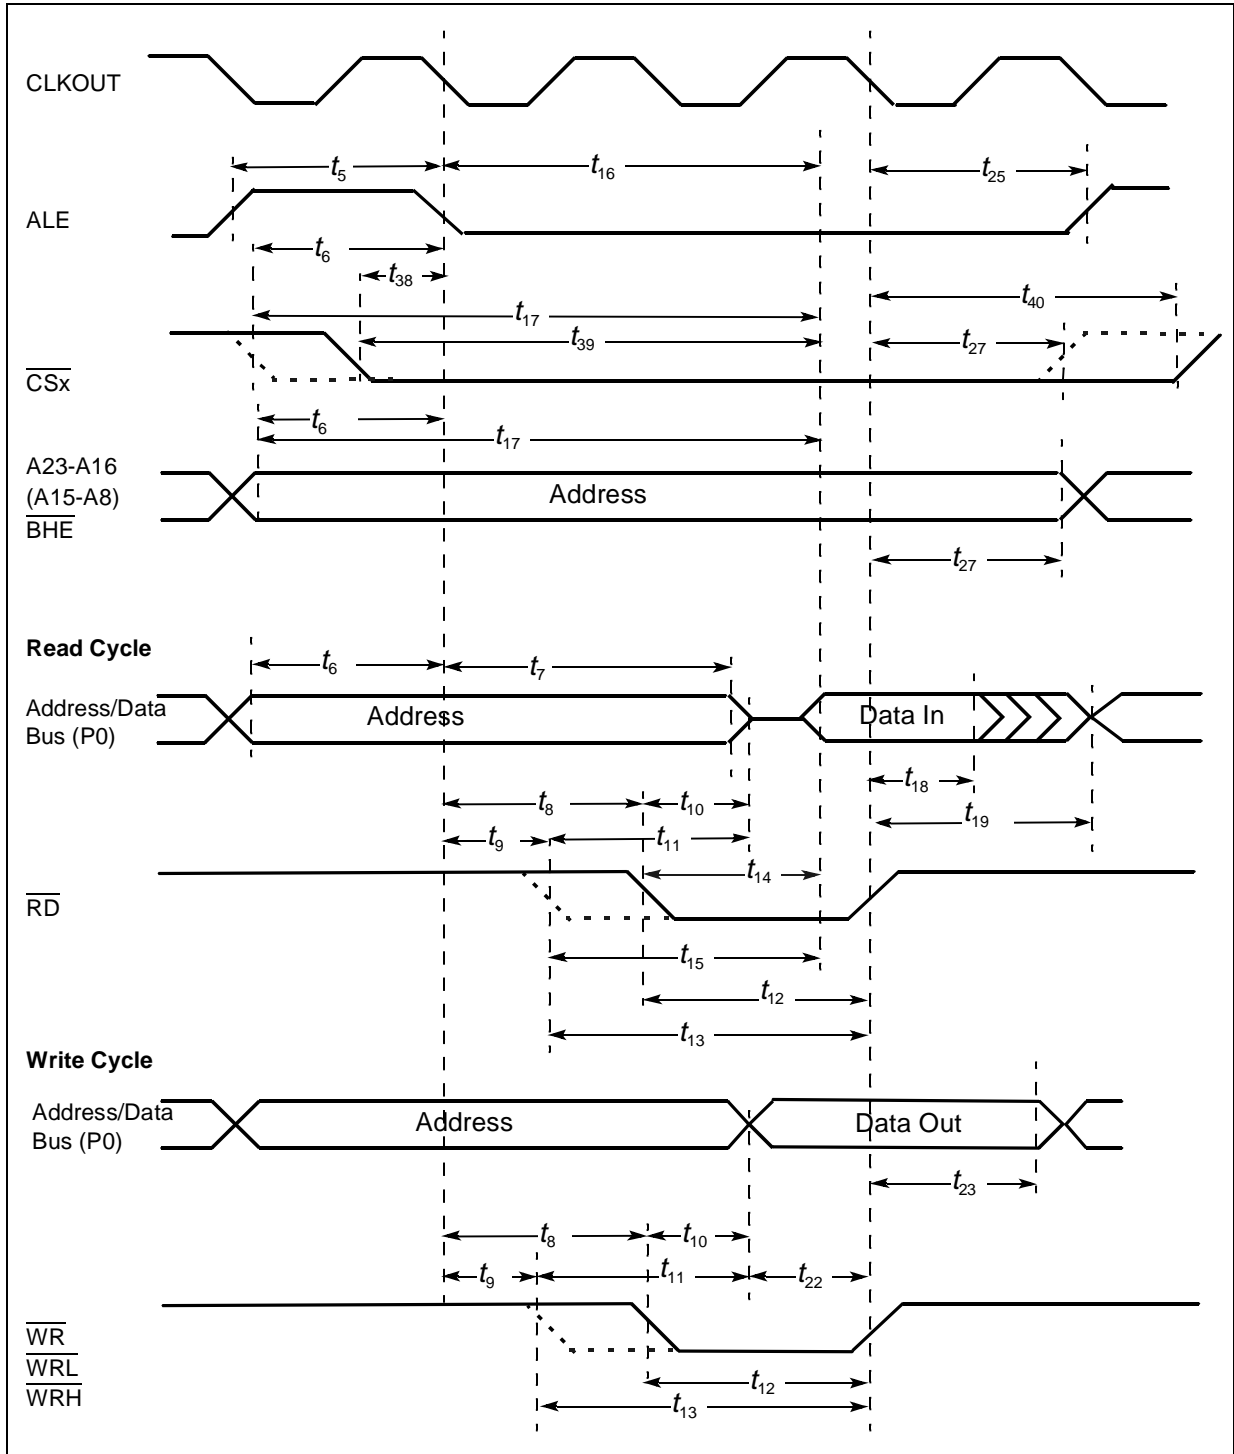 CLKOUT
t5
t16
t25
ALE
t6
t38
t40
t17
t39
t27
CSx
t6
t17
A23-A16
(A15-A8)
BHE
Address
t27
Read Cycle
t6
t7
Address/Data
Bus (P0)
Address
Data In
t18
t8
t10
t19
t9
t11
t14
RD
t15
t12
t13
Write Cycle
Address/Data
Bus (P0)
Address
Data Out
t23
t8
t10
t9
t11
t22
WR
WRL
WRH
t12
t13